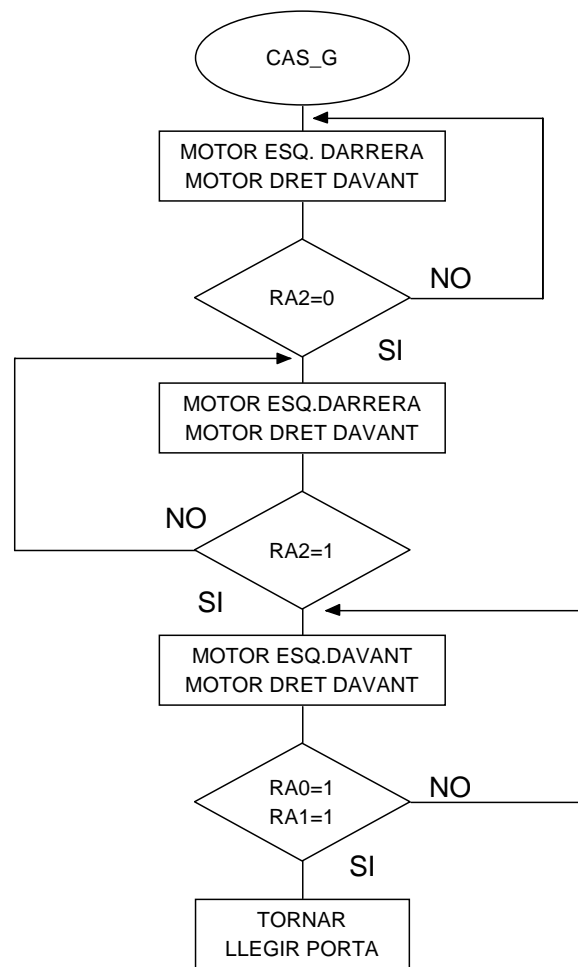 CAS_G
MOTOR ESQ. DARRERA
MOTOR DRET DAVANT
RA2=0
NO
SI
MOTOR ESQ.DARRERA
MOTOR DRET DAVANT
NO
RA2=1
SI
MOTOR ESQ.DAVANT
MOTOR DRET DAVANT
RA0=1
RA1=1
NO
SI
TORNAR
LLEGIR PORTA